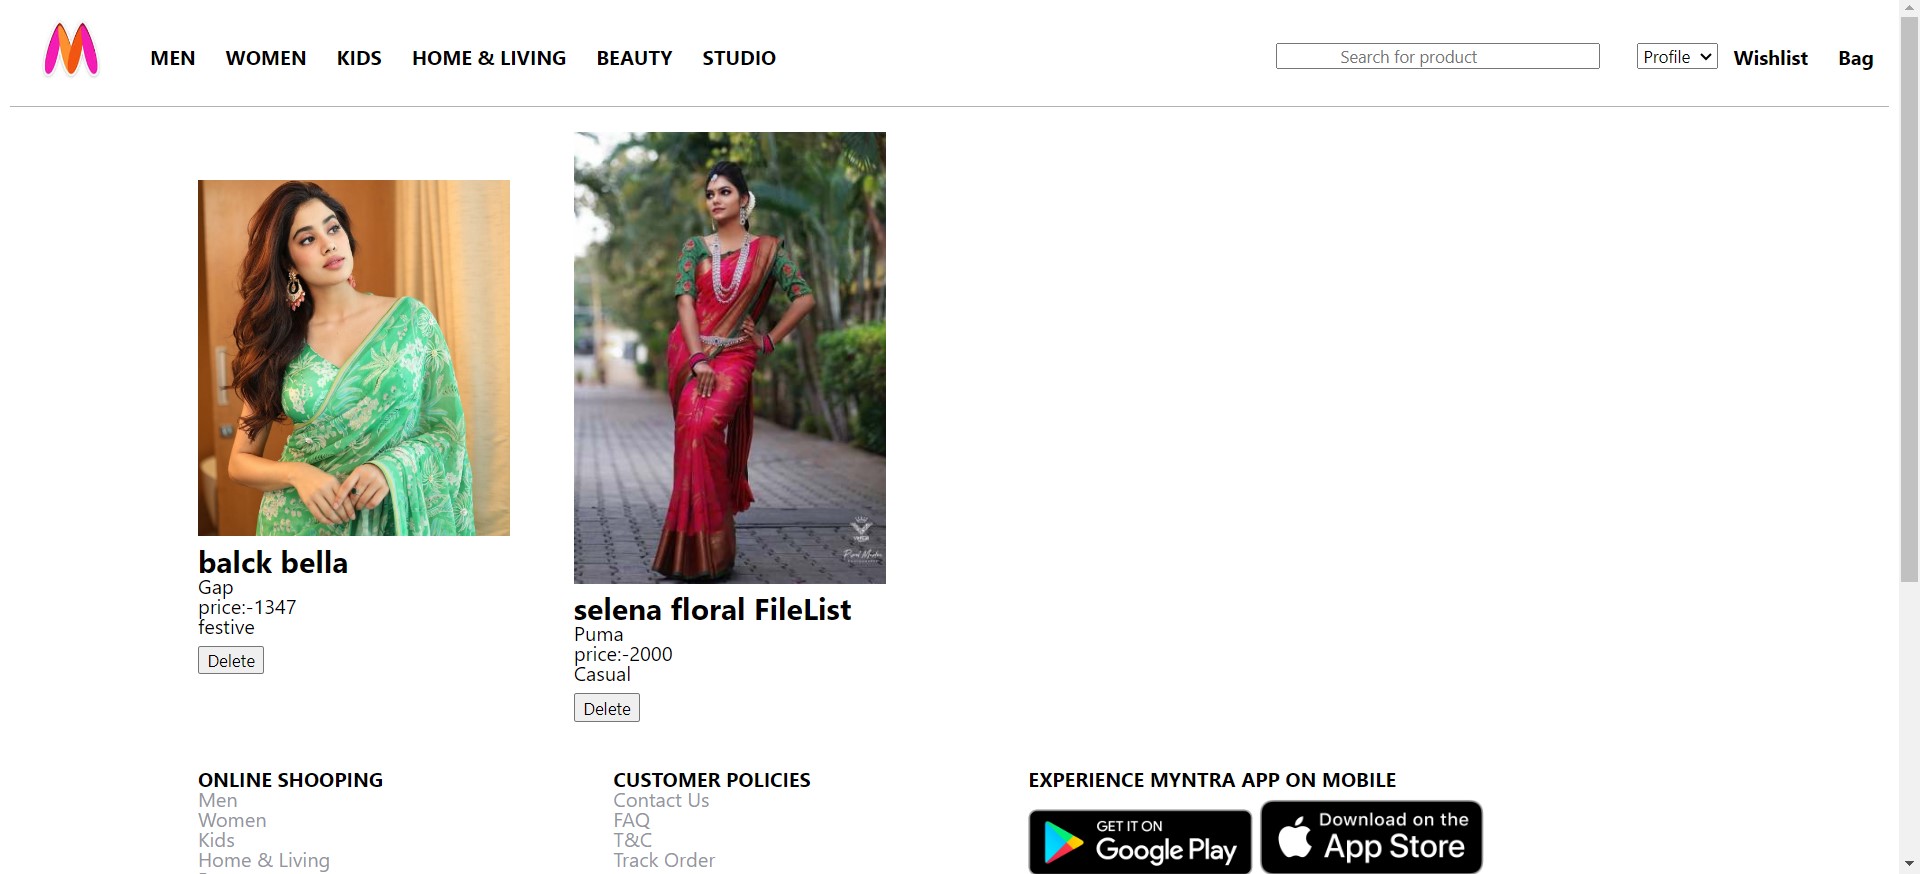 MEN WOMEN KIDS HOME & LIVING BEAUTY STUDIO Search for product Profile Wishlist Bag
balck bella
Gap
price:-1347
festive
Delete
selena floral FileList
Puma
price:-2000
Casual
Delete
ONLINE SHOOPING
Men
Women
Kids
Home & Living
CUSTOMER POLICIES
Contact Us
FAQ
T&C
Track Order
EXPERIENCE MYNTRA APP ON MOBILE
GET IT ON
Google Play
Download on the
App Store